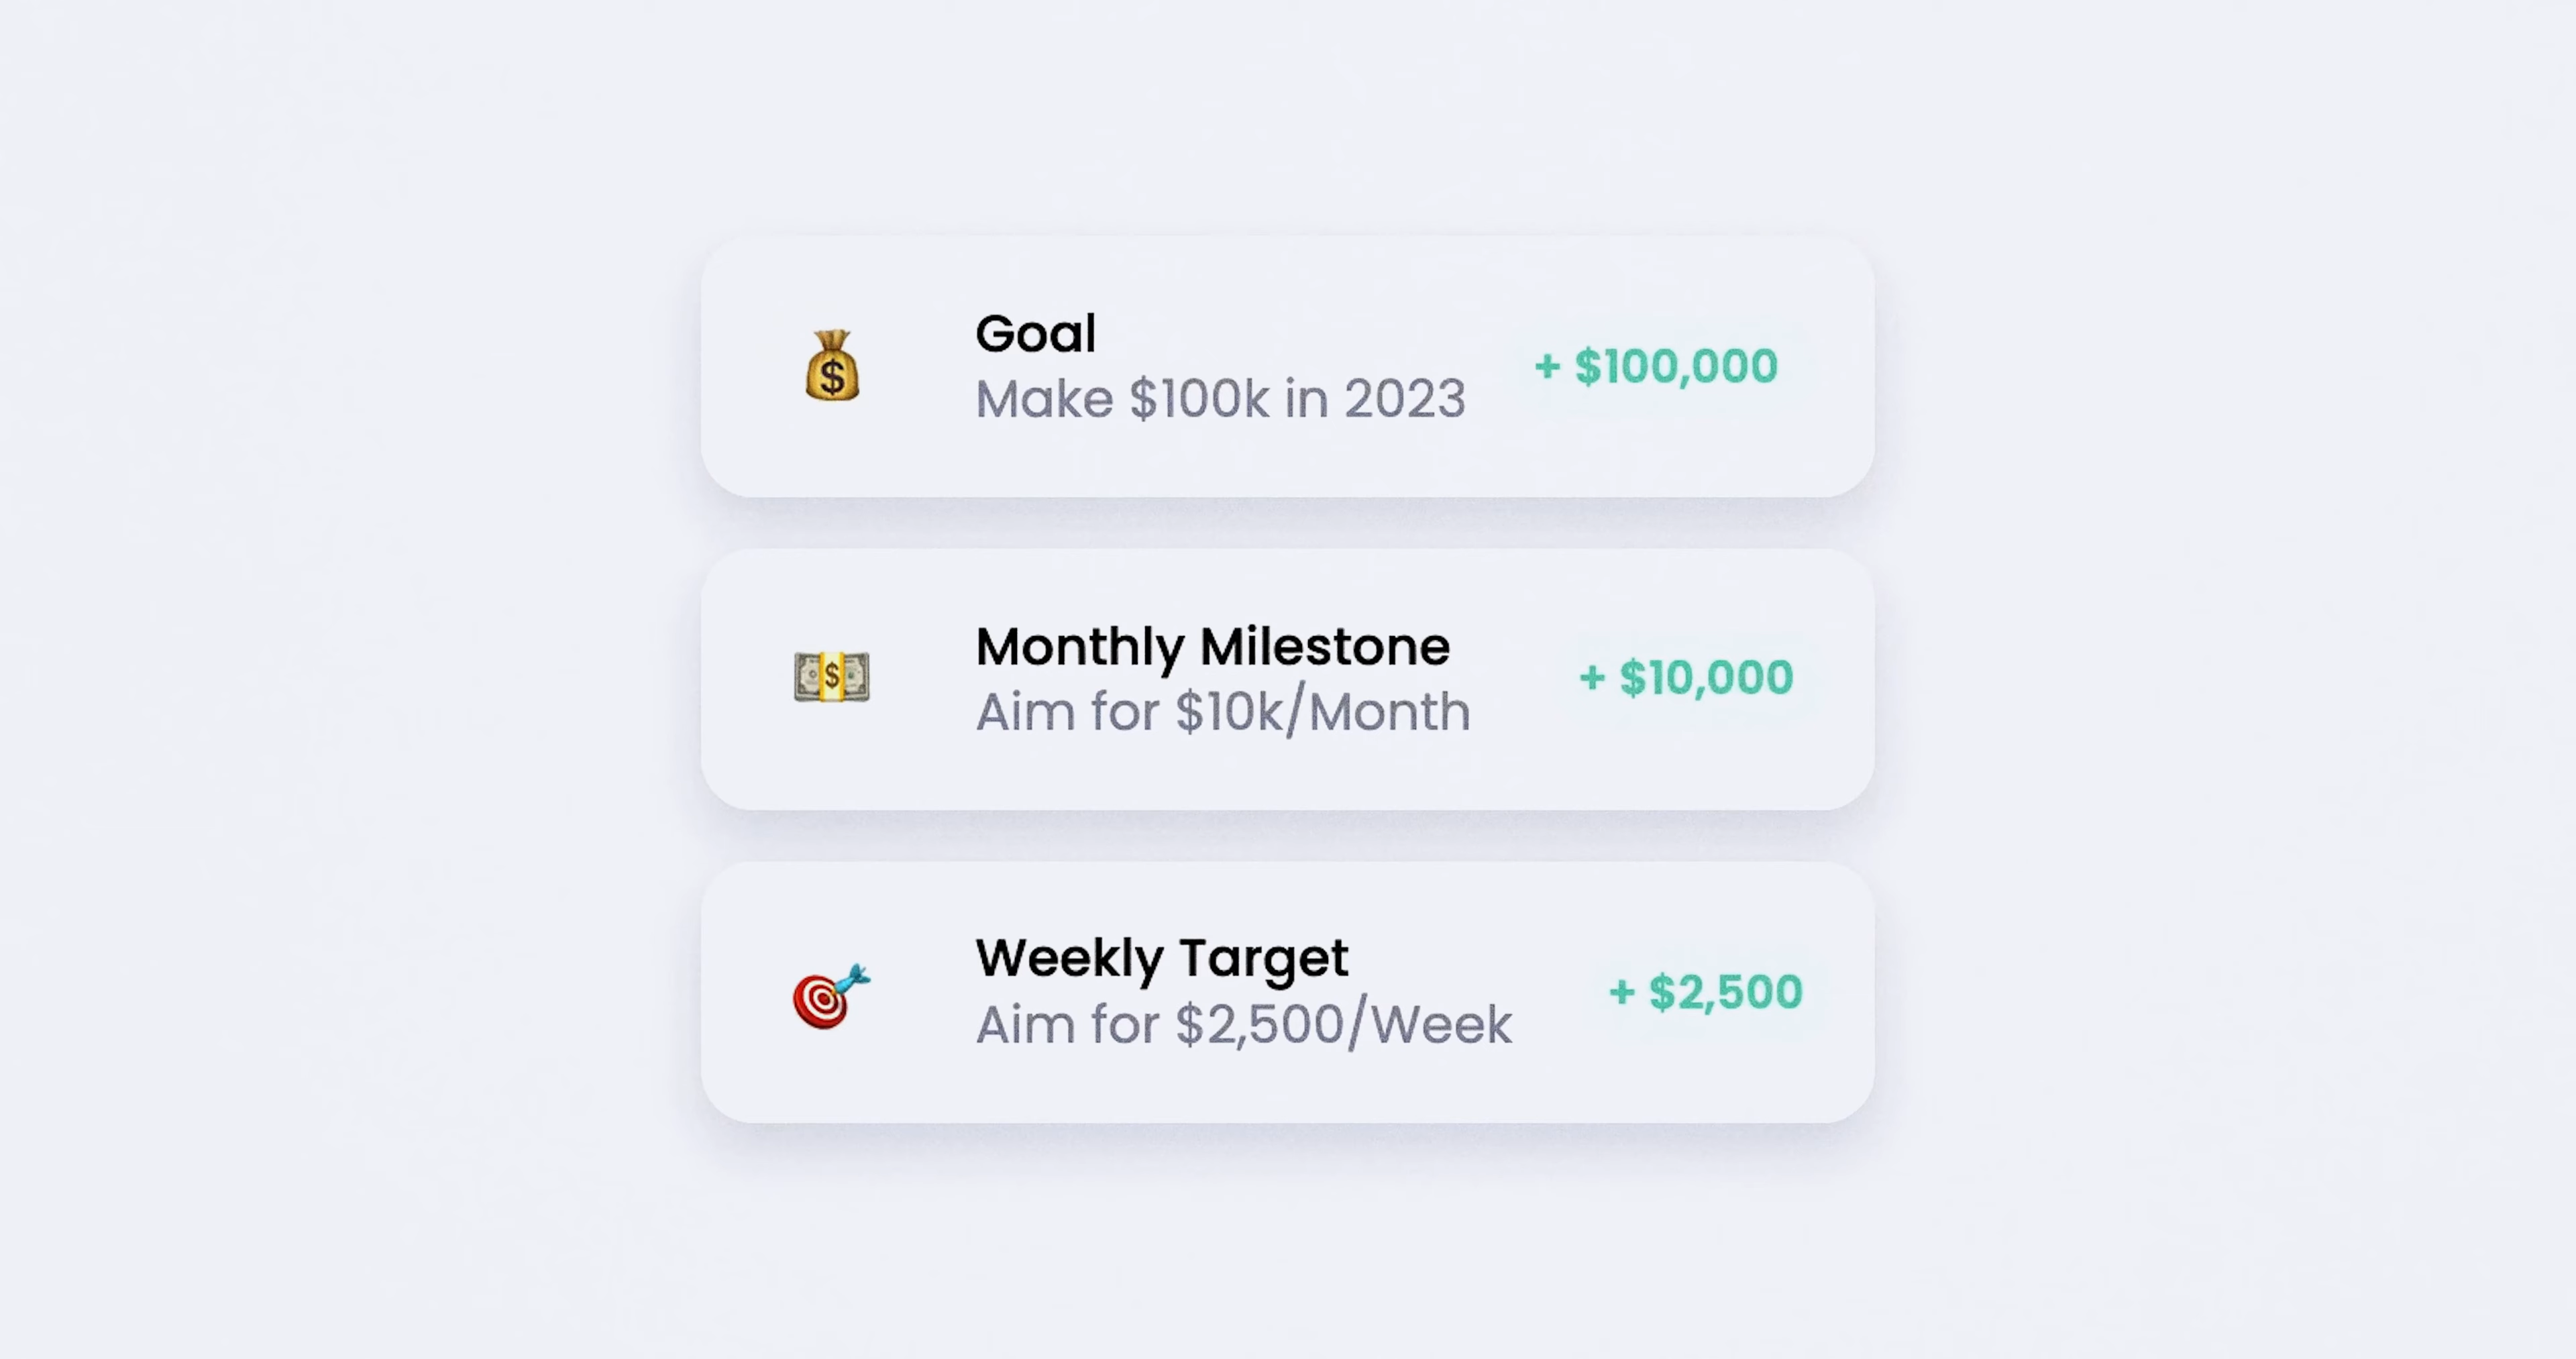 Goal
Make $100k in 2023
+ $100,000
Monthly Milestone
Aim for $10k/Month
+ $10,000
Weekly Target
Aim for $2,500/Week
+ $2,500